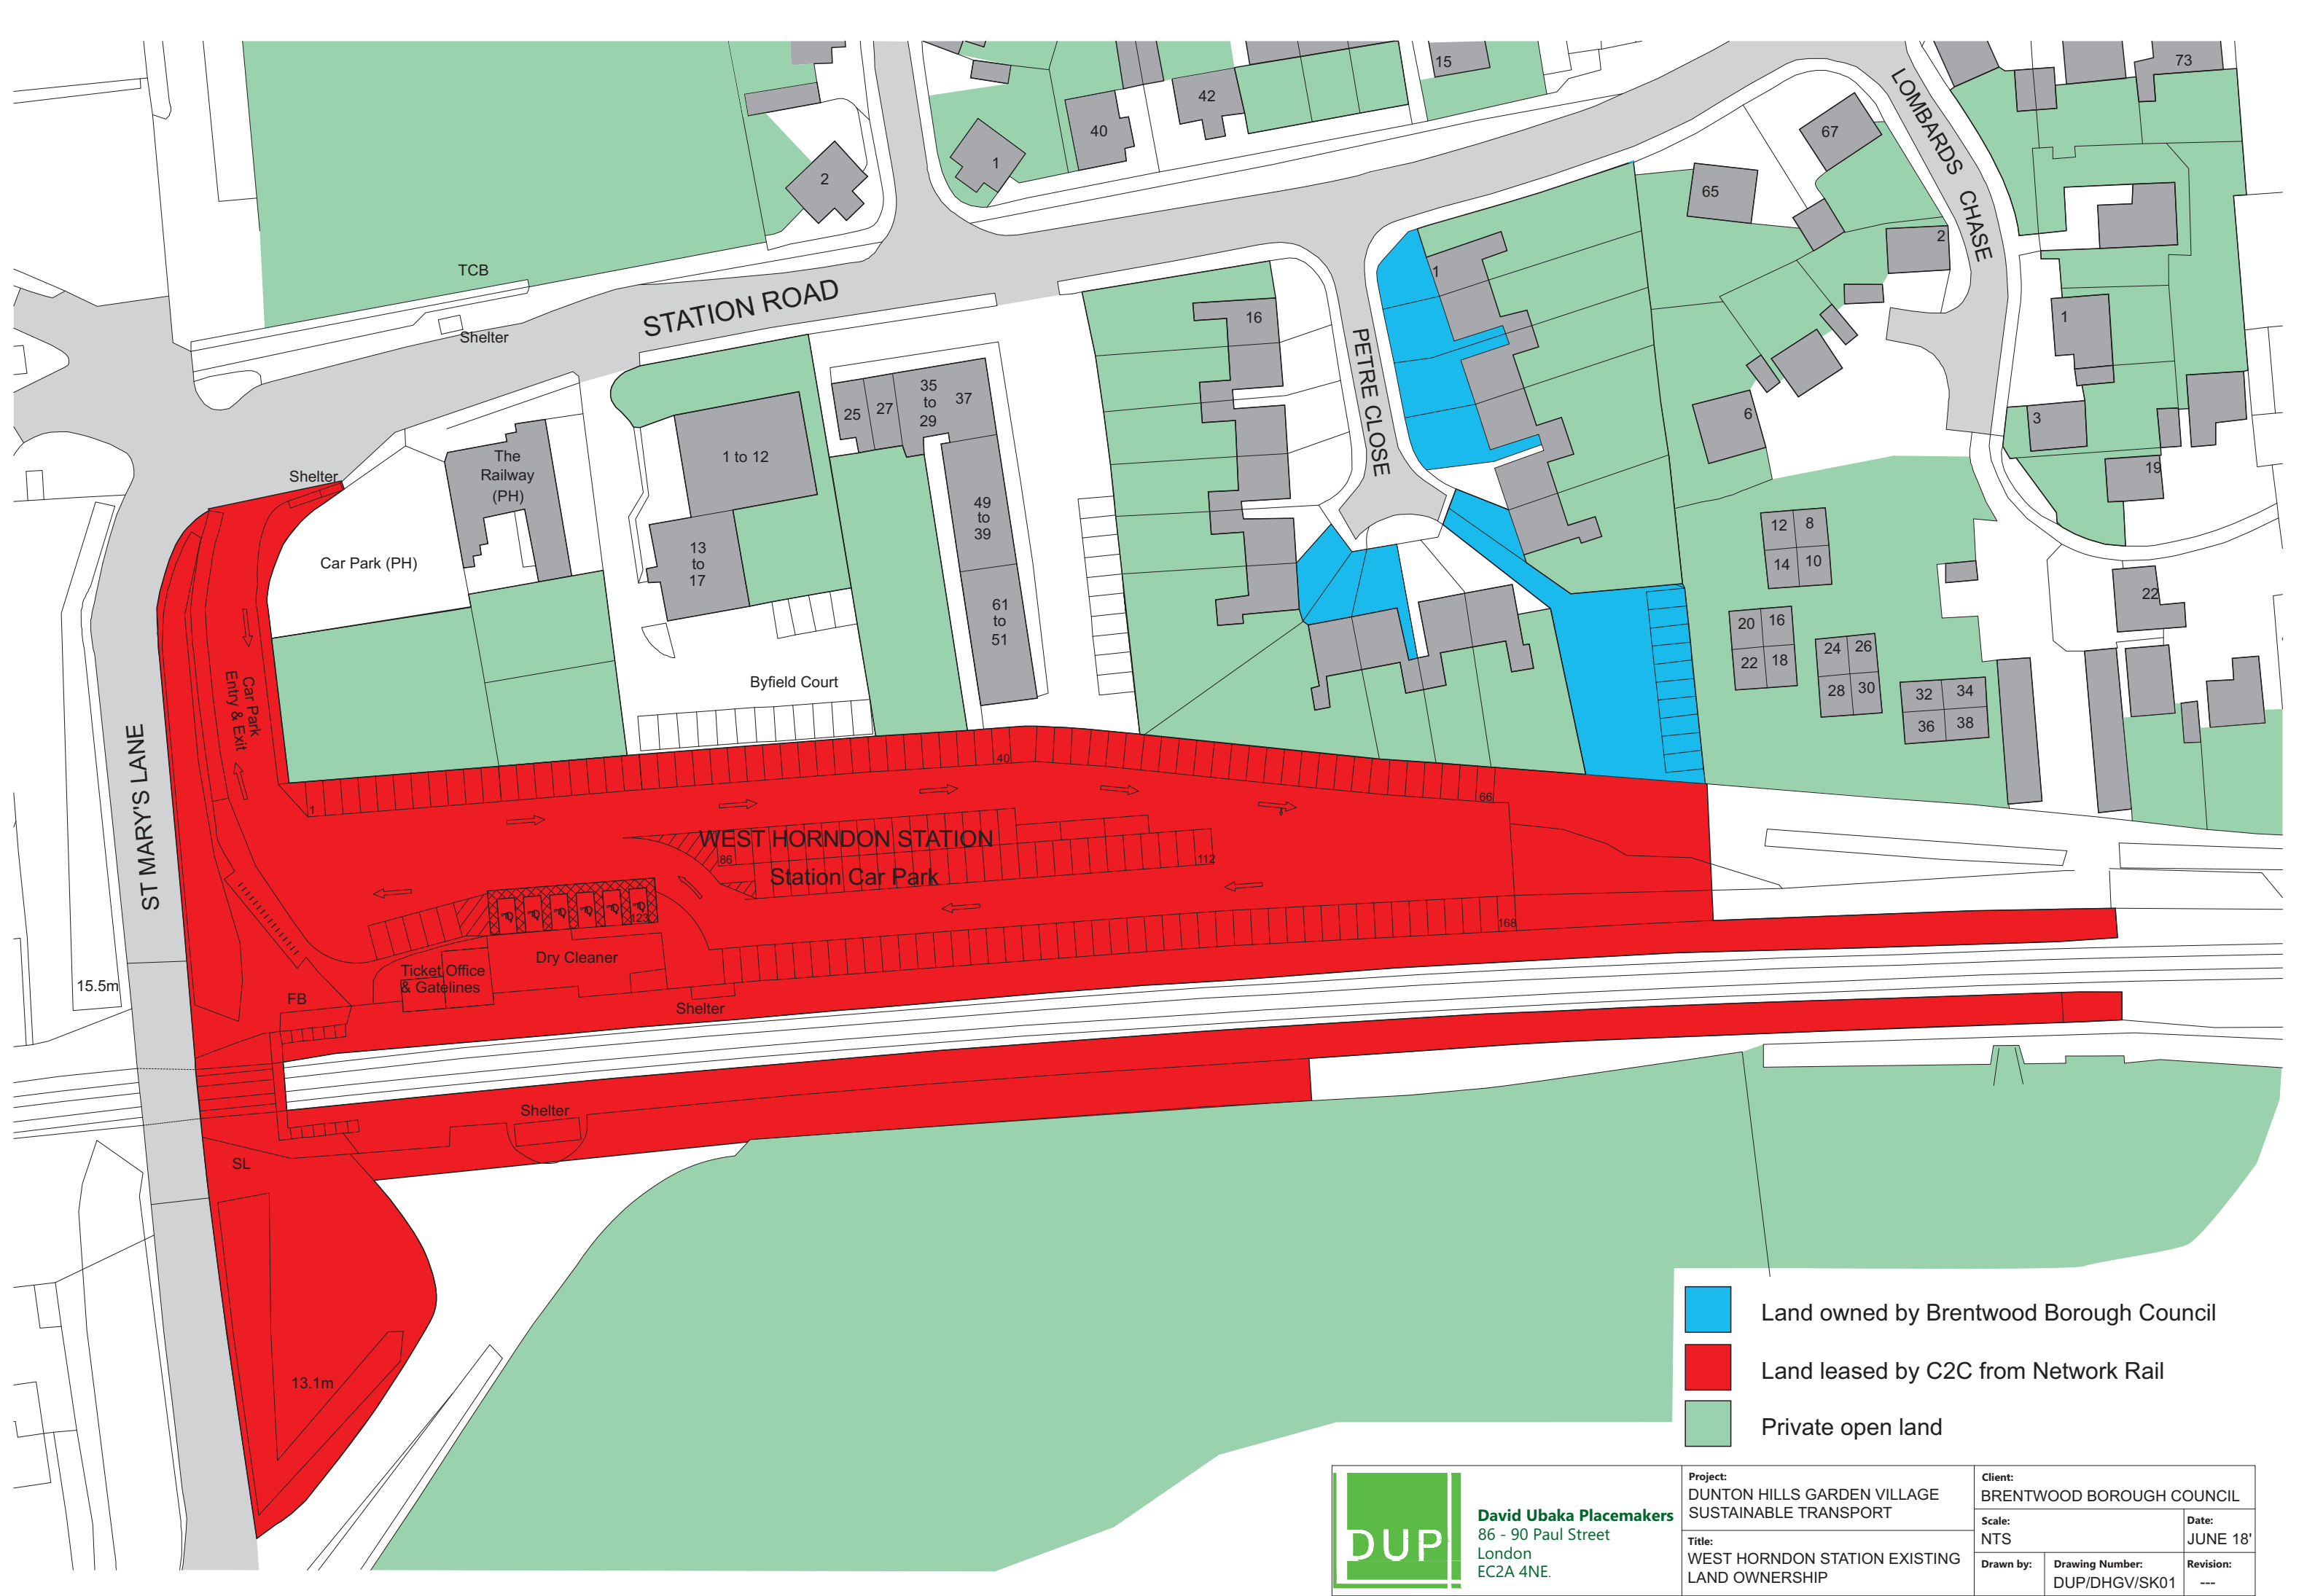 15
73
42
40
67
1
2
65
LOMBARDS CHASE
2
TCB
STATION ROAD
Shelter
1
16
1
PETRE CLOSE
35
to
29
37
25
27
6
3
The
Railway
(PH)
1 to 12
19
Shelter
49
to
39
12
8
14
10
13
to
17
Car Park (PH)
22
61
to
51
20
16
22
18
24
26
28
30
32
34
36
38
Byfield Court
Car Park
Entry & Exit
ST MARY'S LANE
40
1
66
WEST HORNDON STATION
86
112
Station Car Park
123
168
Dry Cleaner
Ticket Office
& Gatelines
15.5m
FB
Shelter
Shelter
SL
13.1m
Land owned by Brentwood Borough Council
Land leased by C2C from Network Rail
Private open land
DUP
David Ubaka Placemakers
86 - 90 Paul Street
London
EC2A 4NE.
Project:
DUNTON HILLS GARDEN VILLAGE
SUSTAINABLE TRANSPORT
Title:
WEST HORNDON STATION EXISTING
LAND OWNERSHIP
Client:
BRENTWOOD BOROUGH COUNCIL
Scale:
NTS
Date:
JUNE 18'
Drawn by:
Drawing Number:
DUP/DHGV/SK01
Revision:
---